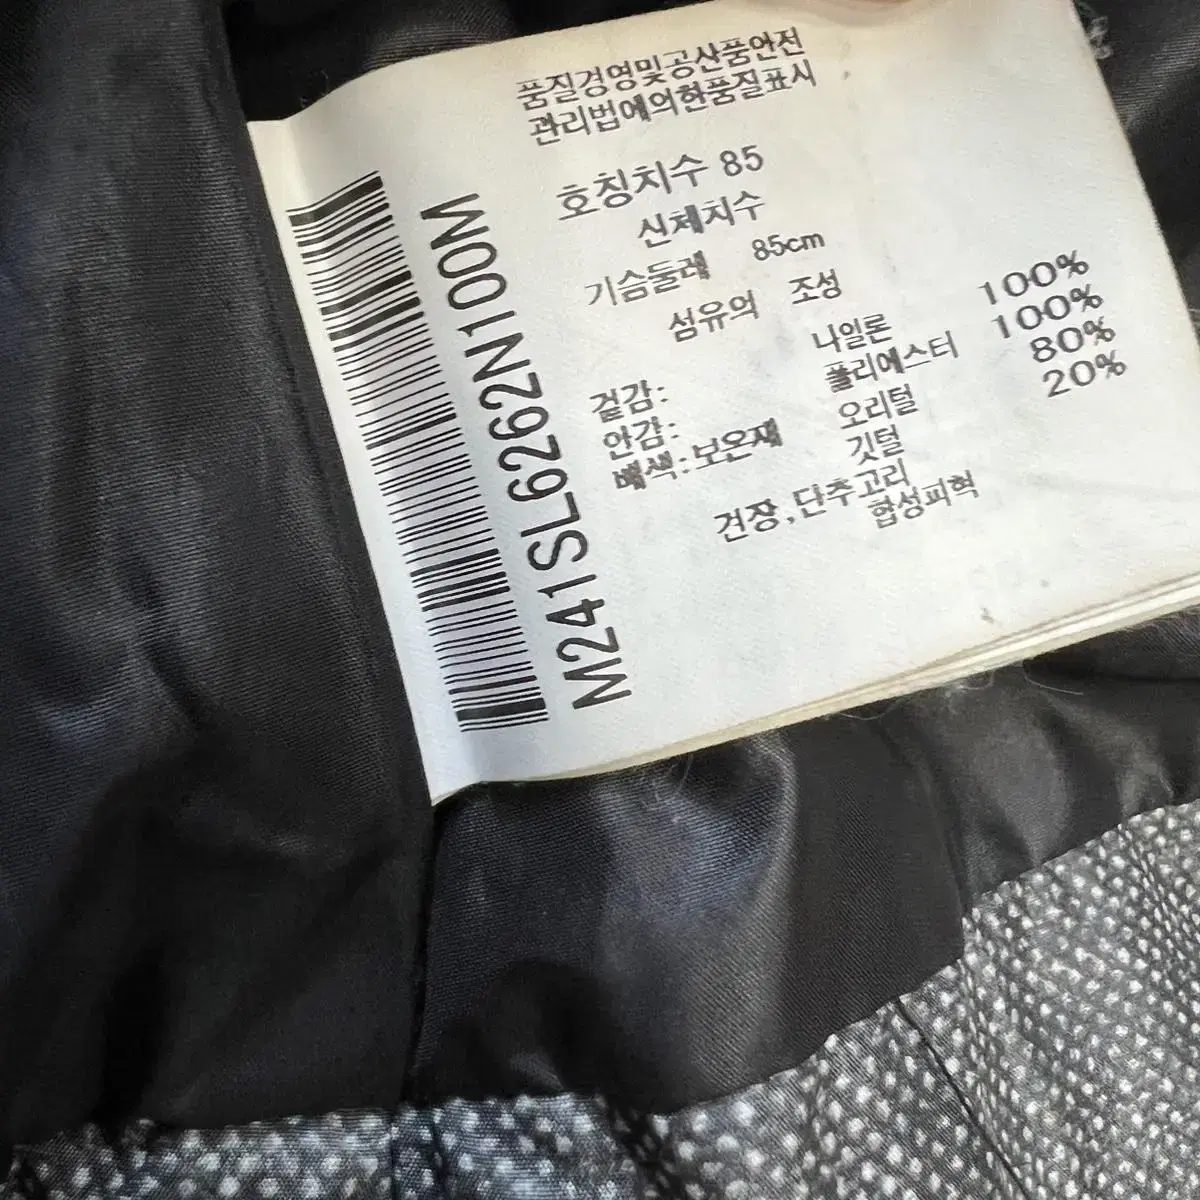 품질경영및공산품안전
관리법에의한품질표시
호칭치수 85
신체치수
기슴둘레 85cm
섬유의 조성
겉감: 나일론 100%
안감: 폴리에스터 100%
배색:보온재 오리털 80%
깃털 20%
견장,단추고리
합성피혁
M241SL6262N100M